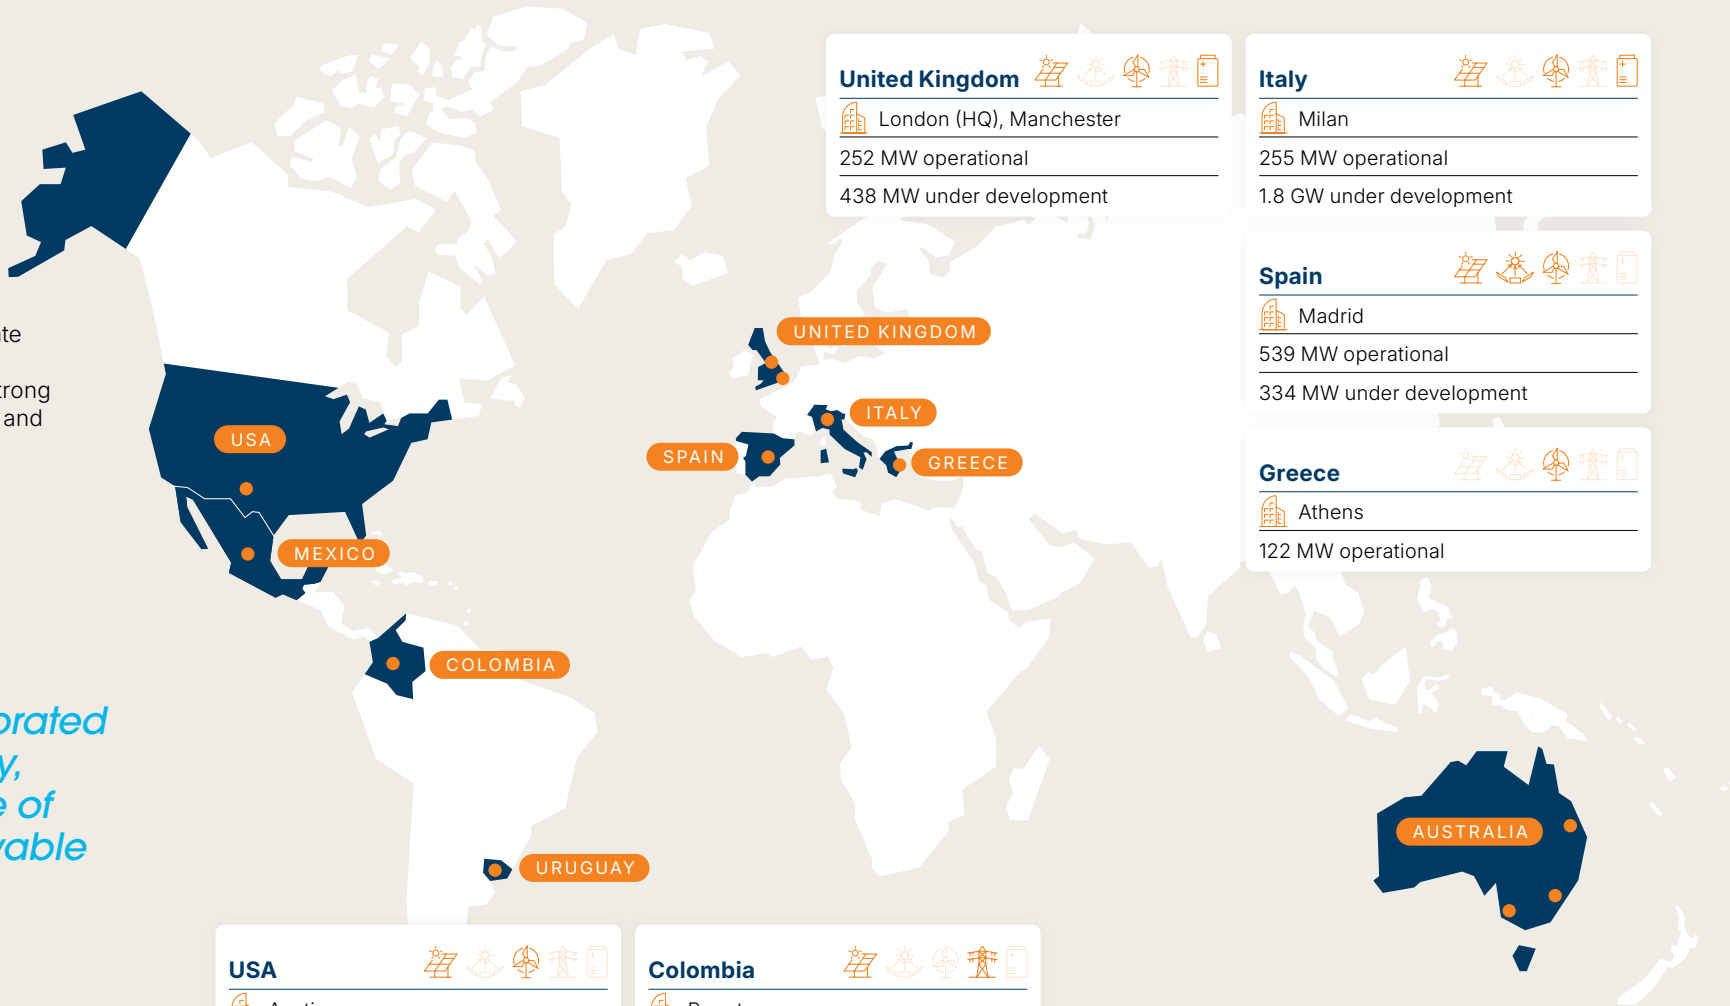 United Kingdom
London (HQ), Manchester
252 MW operational
438 MW under development
Italy
Milan
255 MW operational
1.8 GW under development
Spain
Madrid
539 MW operational
334 MW under development
Greece
Athens
122 MW operational
and
of
UNITED KINGDOM
ITALY
SPAIN
GREECE
USA
MEXICO
COLOMBIA
URUGUAY
AUSTRALIA
USA
Colombia